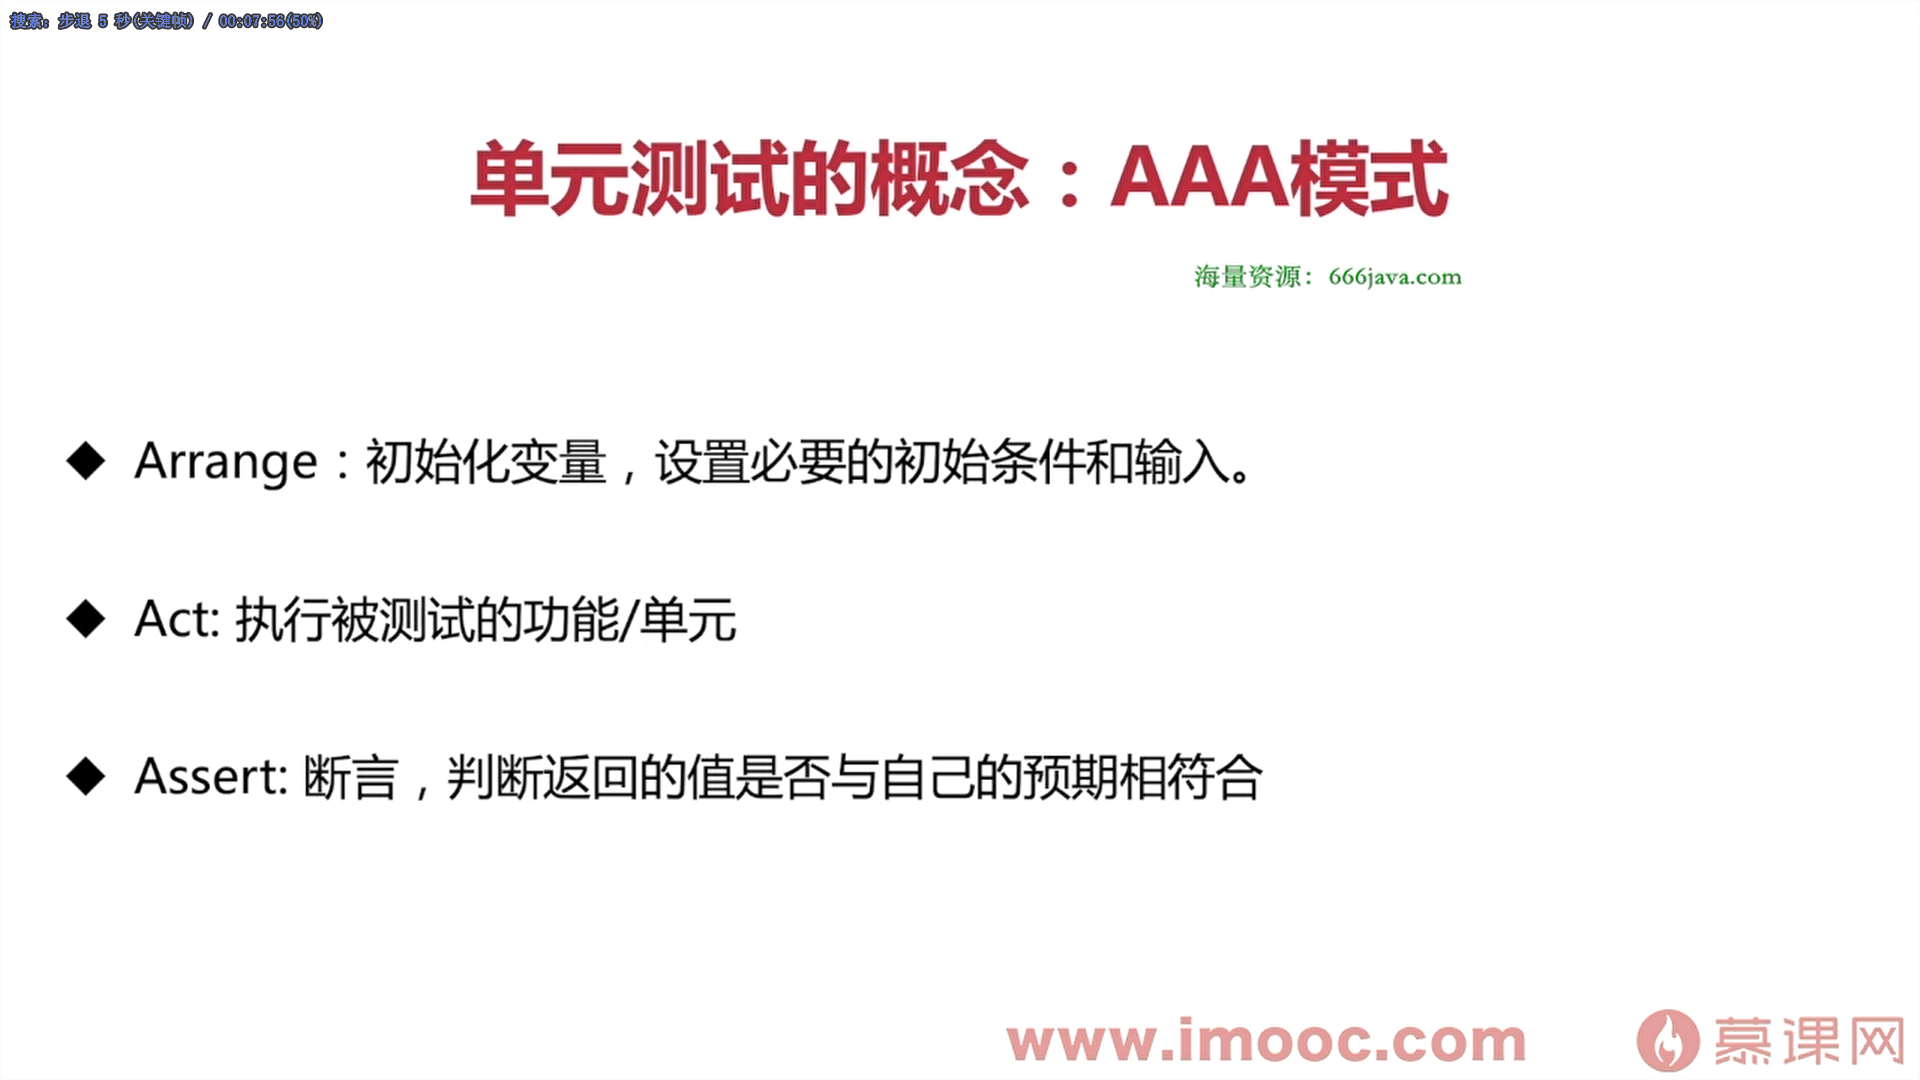 搜索: 步退 5 秒(关键帧) / 00:07:56(50%)
单元测试的概念：AAA模式
海量资源：666java.com
◆ Arrange：初始化变量，设置必要的初始条件和输入。
◆ Act: 执行被测试的功能/单元
◆ Assert: 断言，判断返回的值是否与自己的预期相符合
www.imooc.com 慕课网